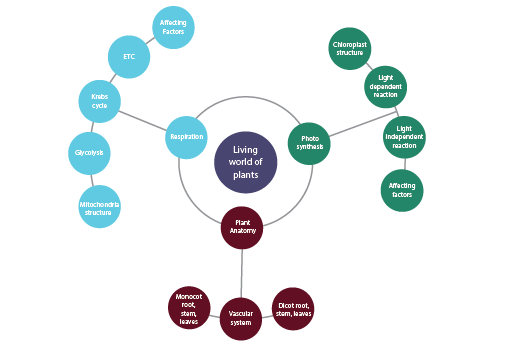 Affecting
Factors
ETC
Krebs
cycle
Glycolysis
Mitochondria
structure
Respiration
Living
world of
plants
Photo
synthesis
Chloroplast
structure
Light
dependent
reaction
Light
independent
reaction
Affecting
factors
Plant
Anatomy
Monocot
root,
stem,
leaves
Vascular
system
Dicot root,
stem, leaves